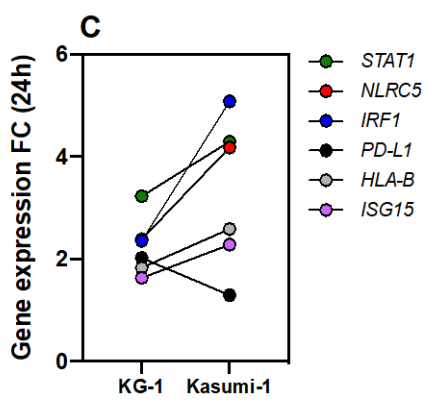 C
Gene expression FC (24h)
6
4
2
0
KG-1 Kasumi-1
STAT1
NLRC5
IRF1
PD-L1
HLA-B
ISG15